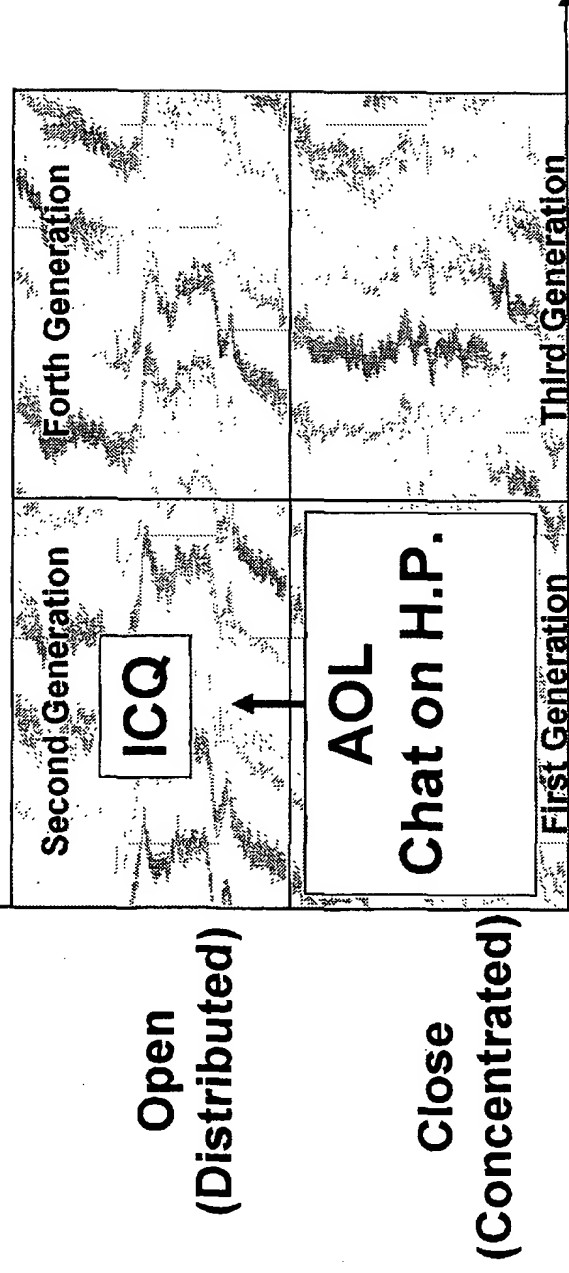 Second Generation
Forth Generation
ICQ
Open
(Distributed)
AOL
Chat on H.P.
Close
(Concentrated)
First Generation
Third Generation